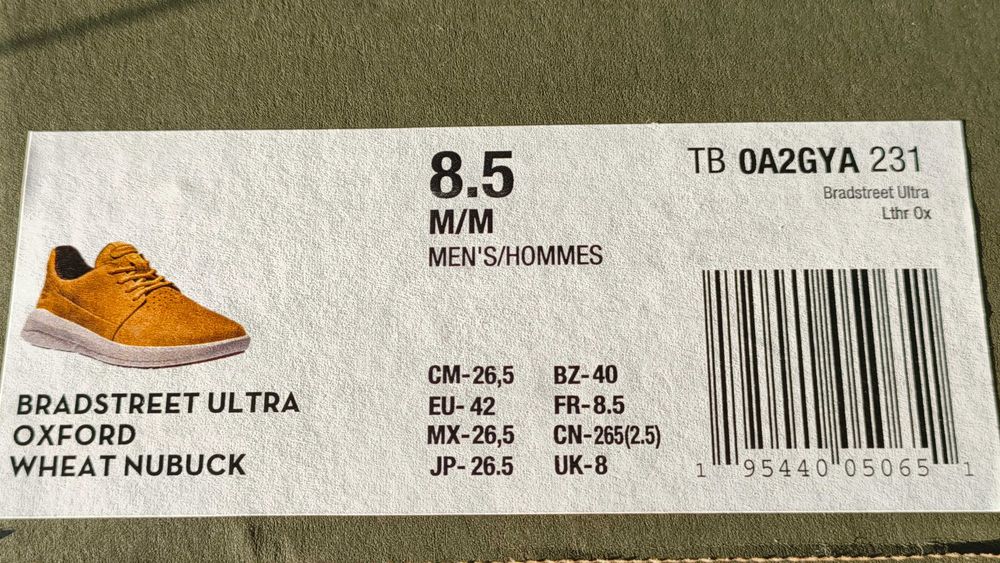 8.5
M/M
MEN'S/HOMMES
TB 0A2GYA 231
Bradstreet Ultra
Lthr Ox
BRADSTREET ULTRA
OXFORD
WHEAT NUBUCK
CM-26,5 BZ-40
EU-42 FR-8.5
MX-26,5 CN-265(2.5)
JP-26.5 UK-8
1 95440 05065 1